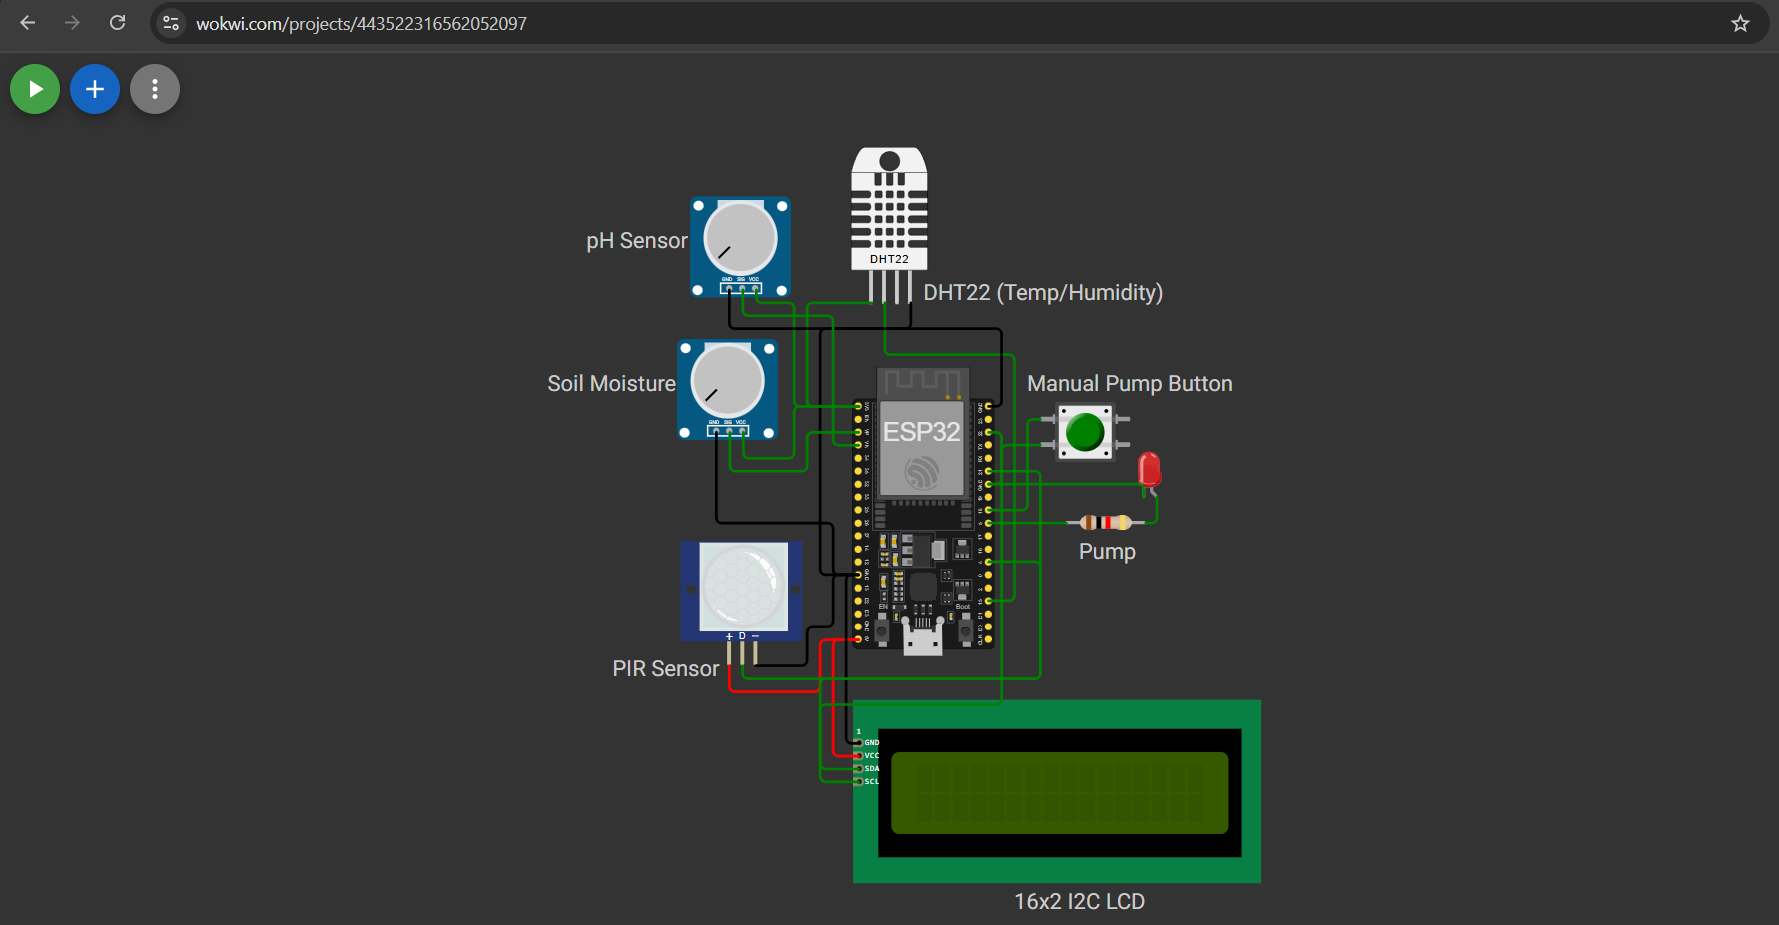 wokwi.com/projects/443522316562052097
pH Sensor
GND SIG VCC
DHT22
DHT22 (Temp/Humidity)
Soil Moisture
GND SIG VCC
ESP32
Manual Pump Button
Pump
EN
Boot
+ D −
PIR Sensor
1
GND
VCC
SDA
SCL
16x2 I2C LCD